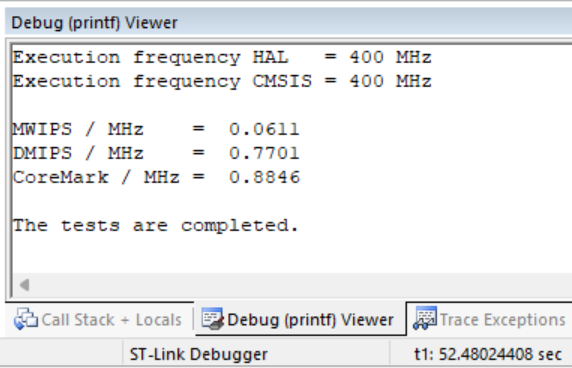 Debug (printf) Viewer
Execution frequency HAL   = 400 MHz
Execution frequency CMSIS = 400 MHz
MWIPS / MHz    =  0.0611
DMIPS / MHz    =  0.7701
CoreMark / MHz =  0.8846
The tests are completed.
Call Stack + Locals Debug (printf) Viewer Trace Exceptions
ST-Link Debugger t1: 52.48024408 sec